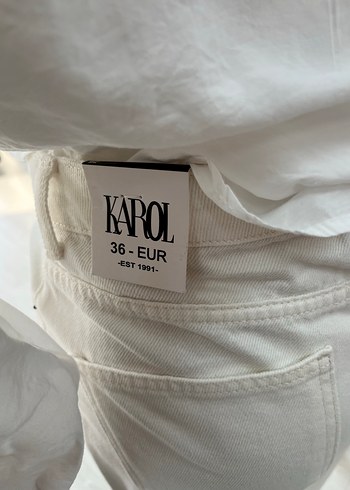 KAROL
36 - EUR
-EST 1991-